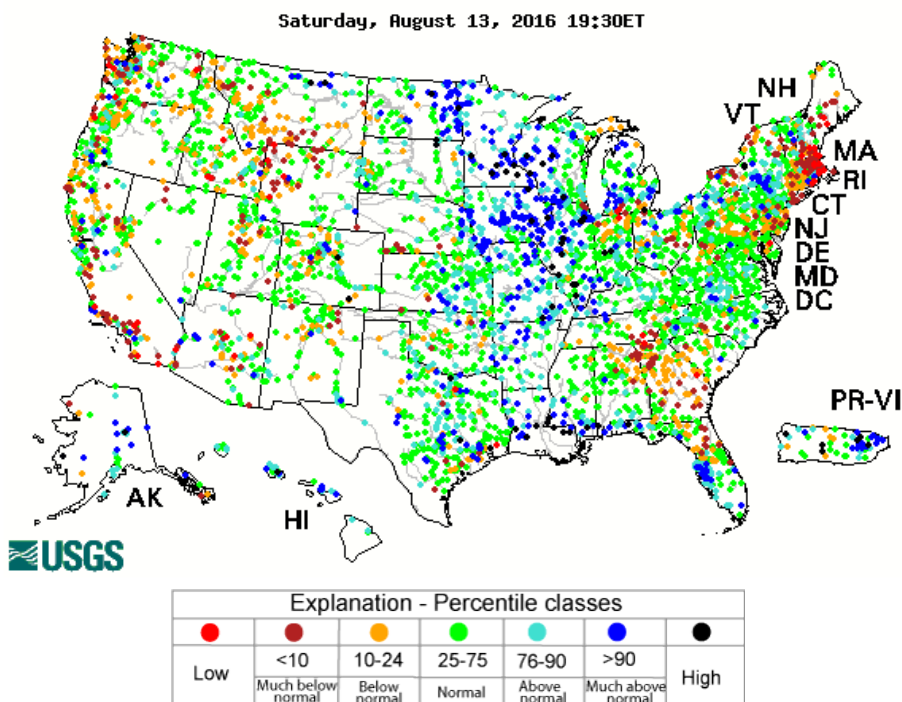 Saturday, August 13, 2016 19:30ET
NH
VT
MA
RI
CT
NJ
DE
MD
DC
PR-VI
AK
HI
USGS
Explanation - Percentile classes
Low <10 10-24 25-75 76-90 >90 High
Much below normal Below normal Normal Above normal Much above normal